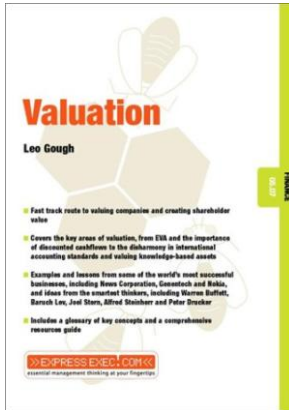 Valuation
Leo Gough
Fast track route to valuing companies and creating shareholder
value
Covers the key areas of valuation, from EVA and the importance
of discounted cashflows to the disharmony in international
accounting standards and valuing knowledge-based assets
Examples and lessons from some of the world's most successful
businesses, including News Corporation, Genentech and Nokia,
and ideas from the smartest thinkers, including Warren Buffett,
Baruch Lev, Joel Stern, Alfred Steinherr and Peter Drucker
Includes a glossary of key concepts and a comprehensive
resources guide
>>EXPRESS EXEC!COM<<
essential management thinking at your fingertips
FINANCE
05.07